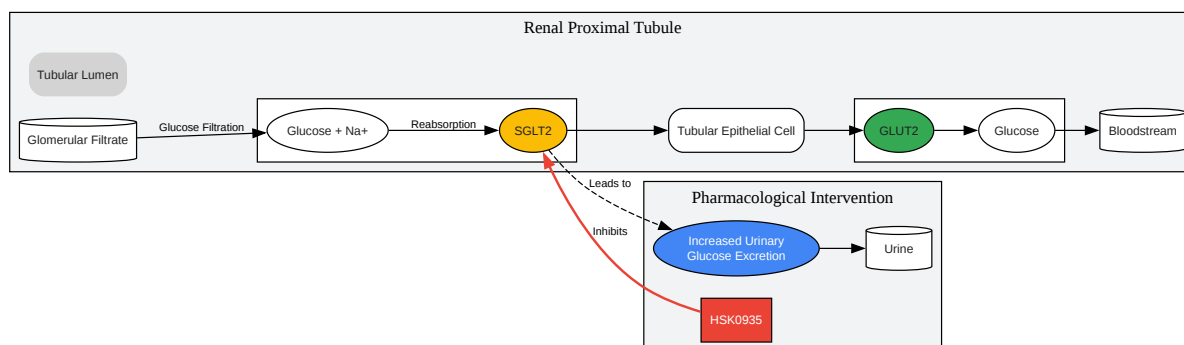 Renal Proximal Tubule
Tubular Lumen
Glomerular Filtrate
Glucose Filtration
Glucose + Na+
Reabsorption
SGLT2
Tubular Epithelial Cell
GLUT2
Glucose
Bloodstream
Leads to
Inhibits
Pharmacological Intervention
Increased Urinary
Glucose Excretion
Urine
HSK0935